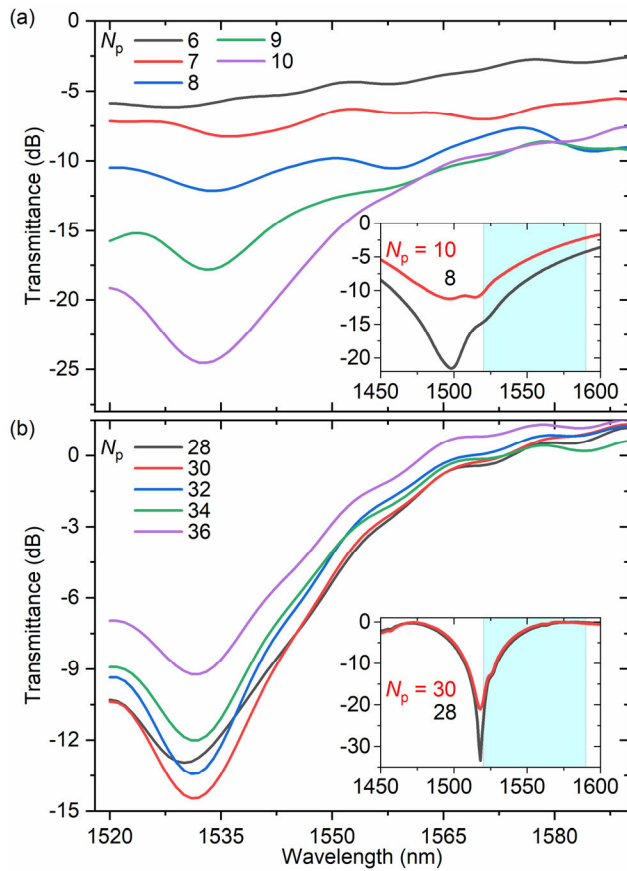 (a)
0
-5
-10
-15
-20
-25
Transmittance (dB)
Np
6
7
8
9
10
0
-5
-10
-15
-20
Np = 10
8
1450 1500 1550 1600
(b)
0
-3
-6
-9
-12
-15
Transmittance (dB)
Np
28
30
32
34
36
0
-10
-20
-30
Np = 30
28
1450 1500 1550 1600
1520 1535 1550 1565 1580
Wavelength (nm)